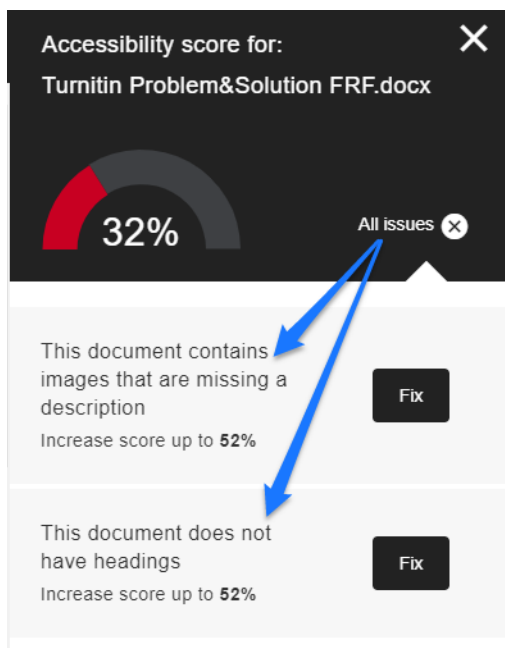 Accessibility score for:
Turnitin Problem&Solution FRF.docx
32%
All issues
This document contains
images that are missing a
description
Increase score up to 52%
Fix
This document does not
have headings
Increase score up to 52%
Fix